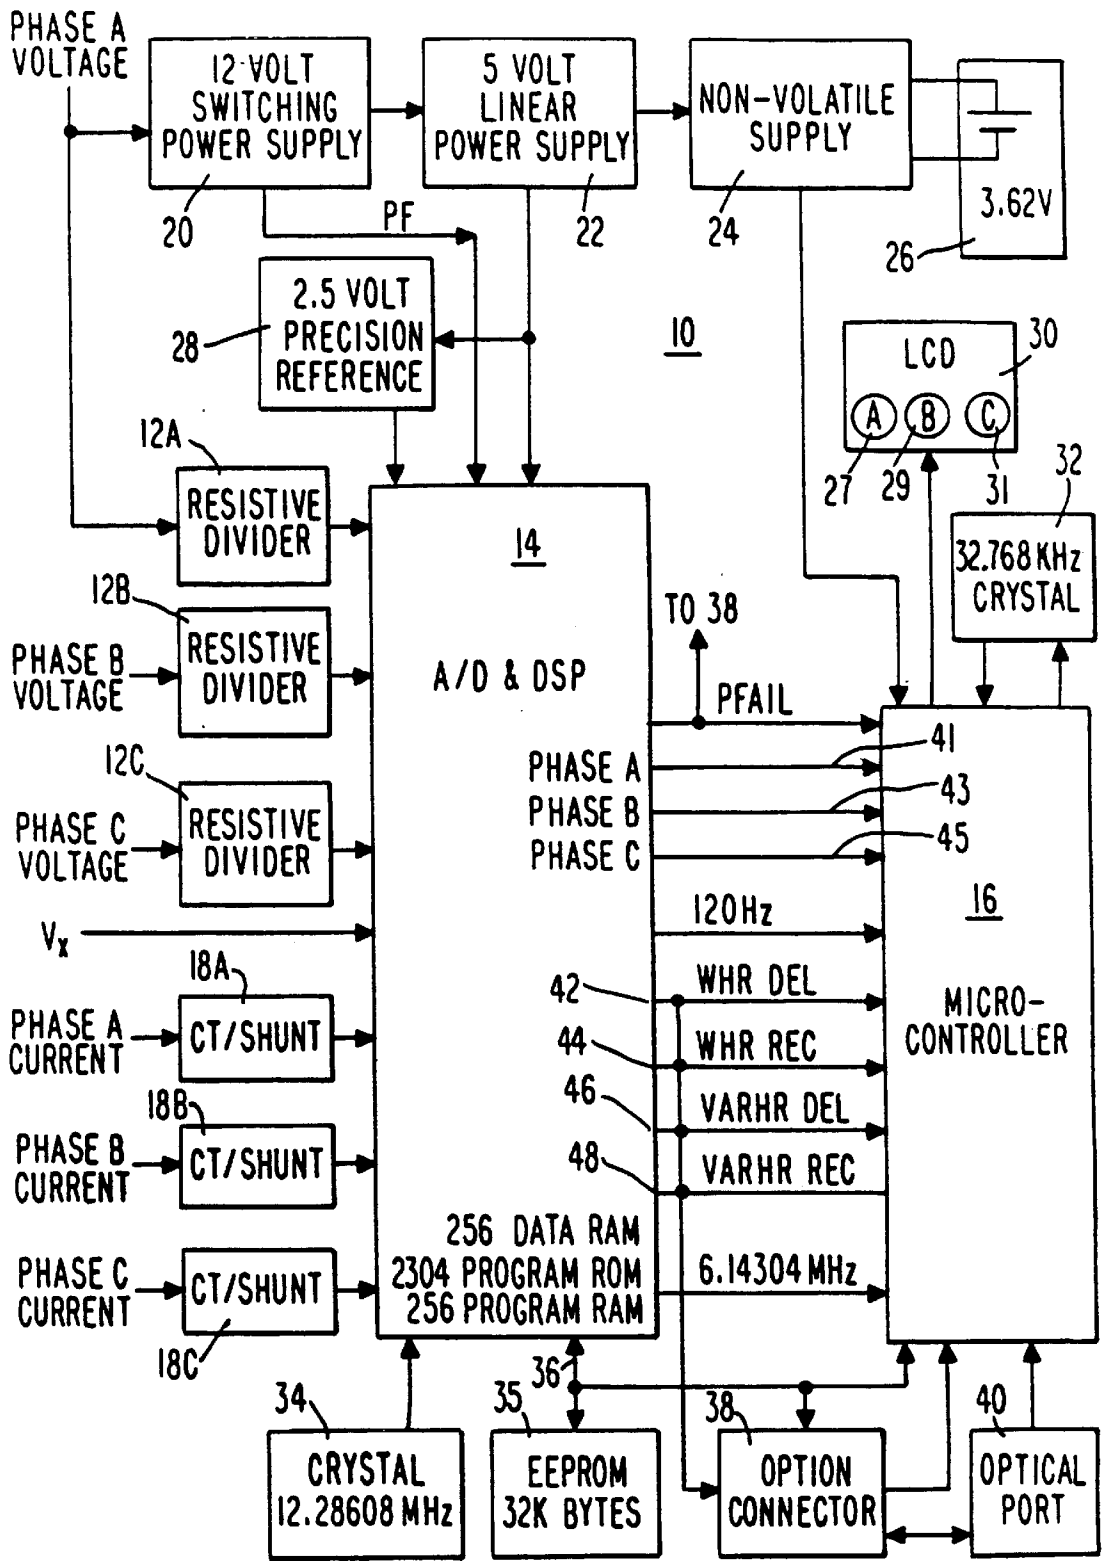 PHASE A
VOLTAGE
12 VOLT
SWITCHING
POWER SUPPLY
20
5 VOLT
LINEAR
POWER SUPPLY
22
NON-VOLATILE
SUPPLY
24
3.62V
26
PF
2.5 VOLT
PRECISION
REFERENCE
28
10
LCD
30
A
B
C
27
29
31
32
32.768 KHz
CRYSTAL
12A
RESISTIVE
DIVIDER
14
12B
PHASE B
VOLTAGE
RESISTIVE
DIVIDER
A/D & DSP
TO 38
PFAIL
12C
PHASE C
VOLTAGE
RESISTIVE
DIVIDER
PHASE A
41
PHASE B
43
PHASE C
45
16
MICRO-
CONTROLLER
Vx
120Hz
18A
PHASE A
CURRENT
CT/SHUNT
42
WHR DEL
44
WHR REC
18B
PHASE B
CURRENT
CT/SHUNT
46
VARHR DEL
48
VARHR REC
PHASE C
CURRENT
CT/SHUNT
18C
256 DATA RAM
2304 PROGRAM ROM
256 PROGRAM RAM
6.14304 MHz
36
34
CRYSTAL
12.28608 MHz
35
EEPROM
32K BYTES
38
OPTION
CONNECTOR
40
OPTICAL
PORT